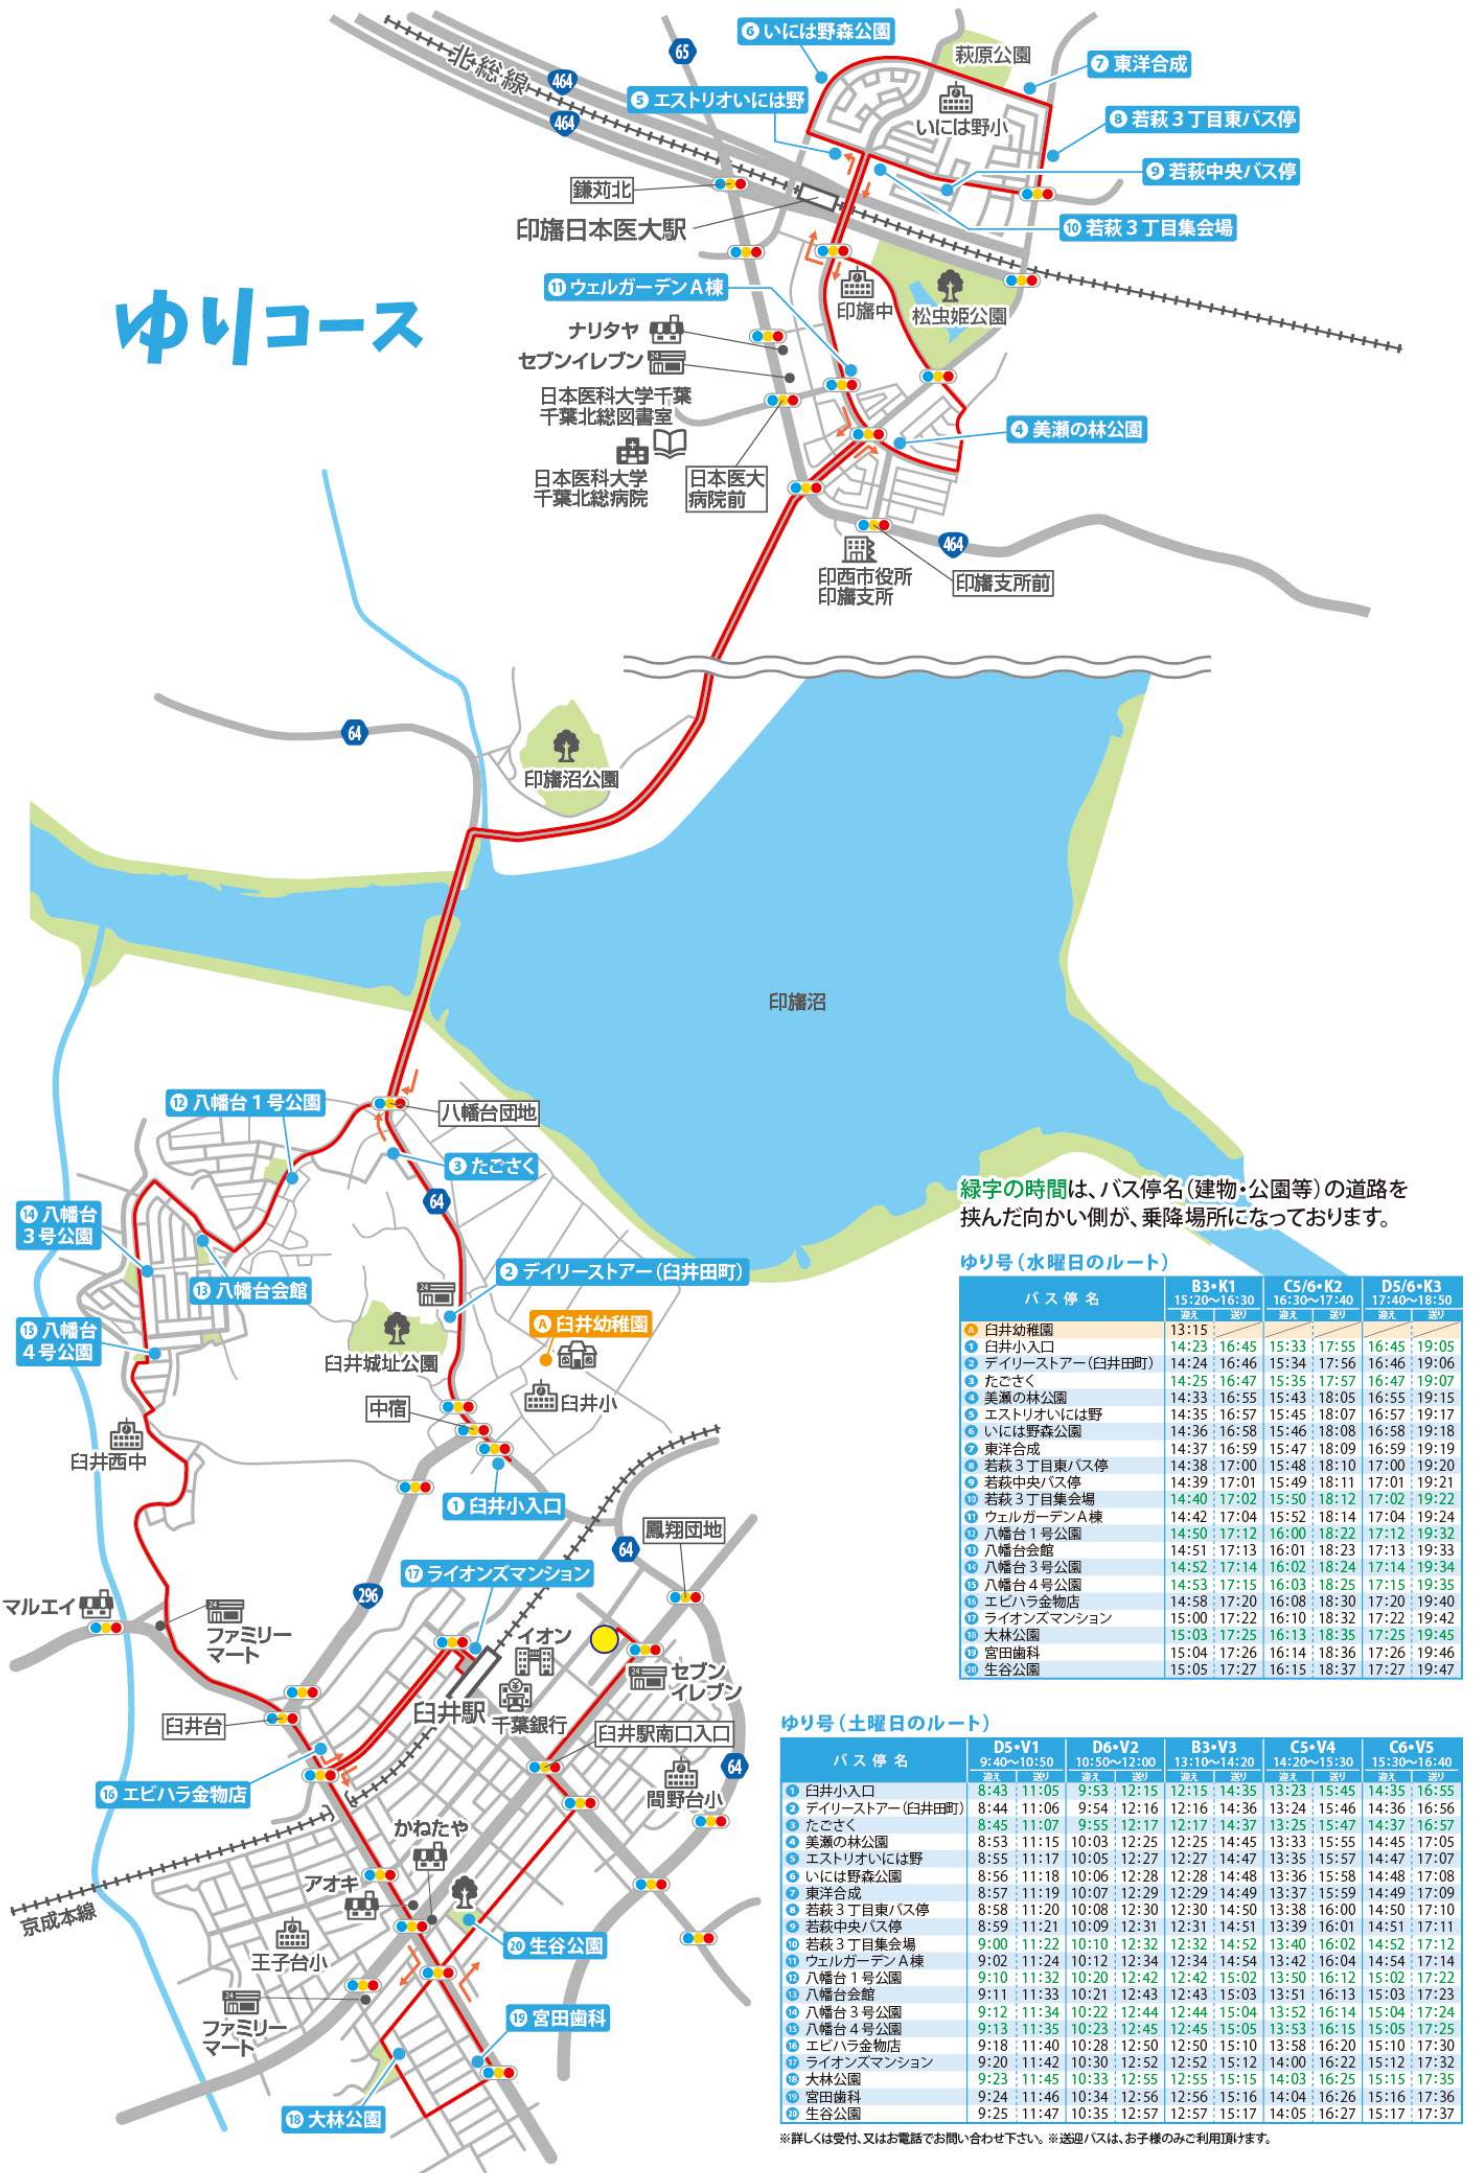 ゆりコース
北総線
464
464
65
❻ いには野森公園
❺ エストリオいには野
萩原公園
いには野小
❼ 東洋合成
❽ 若萩3丁目東バス停
❾ 若萩中央バス停
❿ 若萩3丁目集会場
鎌苅北
印旛日本医大駅
⓫ ウェルガーデンA棟
印旛中
松虫姫公園
ナリタヤ
セブンイレブン
日本医科大学千葉
千葉北総図書室
日本医科大学
千葉北総病院
日本医大
病院前
❹ 美瀬の林公園
464
印西市役所
印旛支所
印旛支所前
64
印旛沼公園
印旛沼
⓬ 八幡台1号公園
八幡台団地
❸ たごさく
64
⓮ 八幡台
3号公園
⓭ 八幡台会館
⓯ 八幡台
4号公園
❷ デイリーストアー(臼井田町)
Ⓐ 臼井幼稚園
臼井城址公園
中宿
臼井小
臼井西中
❶ 臼井小入口
鳳翔団地
64
296
⓱ ライオンズマンション
マルエイ
ファミリー
マート
イオン
セブン
イレブン
臼井駅
千葉銀行
臼井駅南口入口
臼井台
64
間野台小
⓰ エビハラ金物店
かねたや
アオキ
京成本線
王子台小
⓴ 生谷公園
ファミリー
マート
⓳ 宮田歯科
⓲ 大林公園
緑字の時間は、バス停名(建物・公園等)の道路を
挟んだ向かい側が、乗降場所になっております。
ゆり号(水曜日のルート)
バス停名 B3・K1 C5/6・K2 D5/6・K3
15:20～16:30 16:30～17:40 17:40～18:50
迎え 送り 迎え 送り 迎え 送り
Ⓐ 臼井幼稚園 13:15
❶ 臼井小入口 14:23 16:45 15:33 17:55 16:45 19:05
❷ デイリーストアー(臼井田町) 14:24 16:46 15:34 17:56 16:46 19:06
❸ たごさく 14:25 16:47 15:35 17:57 16:47 19:07
❹ 美瀬の林公園 14:33 16:55 15:43 18:05 16:55 19:15
❺ エストリオいには野 14:35 16:57 15:45 18:07 16:57 19:17
❻ いには野森公園 14:36 16:58 15:46 18:08 16:58 19:18
❼ 東洋合成 14:37 16:59 15:47 18:09 16:59 19:19
❽ 若萩3丁目東バス停 14:38 17:00 15:48 18:10 17:00 19:20
❾ 若萩中央バス停 14:39 17:01 15:49 18:11 17:01 19:21
❿ 若萩3丁目集会場 14:40 17:02 15:50 18:12 17:02 19:22
⓫ ウェルガーデンA棟 14:42 17:04 15:52 18:14 17:04 19:24
⓬ 八幡台1号公園 14:50 17:12 16:00 18:22 17:12 19:32
⓭ 八幡台会館 14:51 17:13 16:01 18:23 17:13 19:33
⓮ 八幡台3号公園 14:52 17:14 16:02 18:24 17:14 19:34
⓯ 八幡台4号公園 14:53 17:15 16:03 18:25 17:15 19:35
⓰ エビハラ金物店 14:58 17:20 16:08 18:30 17:20 19:40
⓱ ライオンズマンション 15:00 17:22 16:10 18:32 17:22 19:42
⓲ 大林公園 15:03 17:25 16:13 18:35 17:25 19:45
⓳ 宮田歯科 15:04 17:26 16:14 18:36 17:26 19:46
⓴ 生谷公園 15:05 17:27 16:15 18:37 17:27 19:47
ゆり号(土曜日のルート)
バス停名 D5・V1 D6・V2 B3・V3 C5・V4 C6・V5
9:40～10:50 10:50～12:00 13:10～14:20 14:20～15:30 15:30～16:40
迎え 送り 迎え 送り 迎え 送り 迎え 送り 迎え 送り
❶ 臼井小入口 8:43 11:05 9:53 12:15 12:15 14:35 13:23 15:45 14:35 16:55
❷ デイリーストアー(臼井田町) 8:44 11:06 9:54 12:16 12:16 14:36 13:24 15:46 14:36 16:56
❸ たごさく 8:45 11:07 9:55 12:17 12:17 14:37 13:25 15:47 14:37 16:57
❹ 美瀬の林公園 8:53 11:15 10:03 12:25 12:25 14:45 13:33 15:55 14:45 17:05
❺ エストリオいには野 8:55 11:17 10:05 12:27 12:27 14:47 13:35 15:57 14:47 17:07
❻ いには野森公園 8:56 11:18 10:06 12:28 12:28 14:48 13:36 15:58 14:48 17:08
❼ 東洋合成 8:57 11:19 10:07 12:29 12:29 14:49 13:37 15:59 14:49 17:09
❽ 若萩3丁目東バス停 8:58 11:20 10:08 12:30 12:30 14:50 13:38 16:00 14:50 17:10
❾ 若萩中央バス停 8:59 11:21 10:09 12:31 12:31 14:51 13:39 16:01 14:51 17:11
❿ 若萩3丁目集会場 9:00 11:22 10:10 12:32 12:32 14:52 13:40 16:02 14:52 17:12
⓫ ウェルガーデンA棟 9:02 11:24 10:12 12:34 12:34 14:54 13:42 16:04 14:54 17:14
⓬ 八幡台1号公園 9:10 11:32 10:20 12:42 12:42 15:02 13:50 16:12 15:02 17:22
⓭ 八幡台会館 9:11 11:33 10:21 12:43 12:43 15:03 13:51 16:13 15:03 17:23
⓮ 八幡台3号公園 9:12 11:34 10:22 12:44 12:44 15:04 13:52 16:14 15:04 17:24
⓯ 八幡台4号公園 9:13 11:35 10:23 12:45 12:45 15:05 13:53 16:15 15:05 17:25
⓰ エビハラ金物店 9:18 11:40 10:28 12:50 12:50 15:10 13:58 16:20 15:10 17:30
⓱ ライオンズマンション 9:20 11:42 10:30 12:52 12:52 15:12 14:00 16:22 15:12 17:32
⓲ 大林公園 9:23 11:45 10:33 12:55 12:55 15:15 14:03 16:25 15:15 17:35
⓳ 宮田歯科 9:24 11:46 10:34 12:56 12:56 15:16 14:04 16:26 15:16 17:36
⓴ 生谷公園 9:25 11:47 10:35 12:57 12:57 15:17 14:05 16:27 15:17 17:37
※詳しくは受付、又はお電話でお問い合わせ下さい。※送迎バスは、お子様のみご利用頂けます。